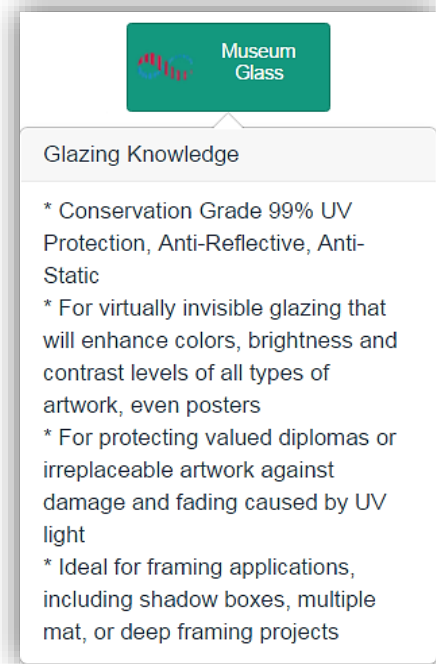 Museum
Glass
Glazing Knowledge
* Conservation Grade 99% UV
Protection, Anti-Reflective, Anti-
Static
* For virtually invisible glazing that
will enhance colors, brightness and
contrast levels of all types of
artwork, even posters
* For protecting valued diplomas or
irreplaceable artwork against
damage and fading caused by UV
light
* Ideal for framing applications,
including shadow boxes, multiple
mat, or deep framing projects